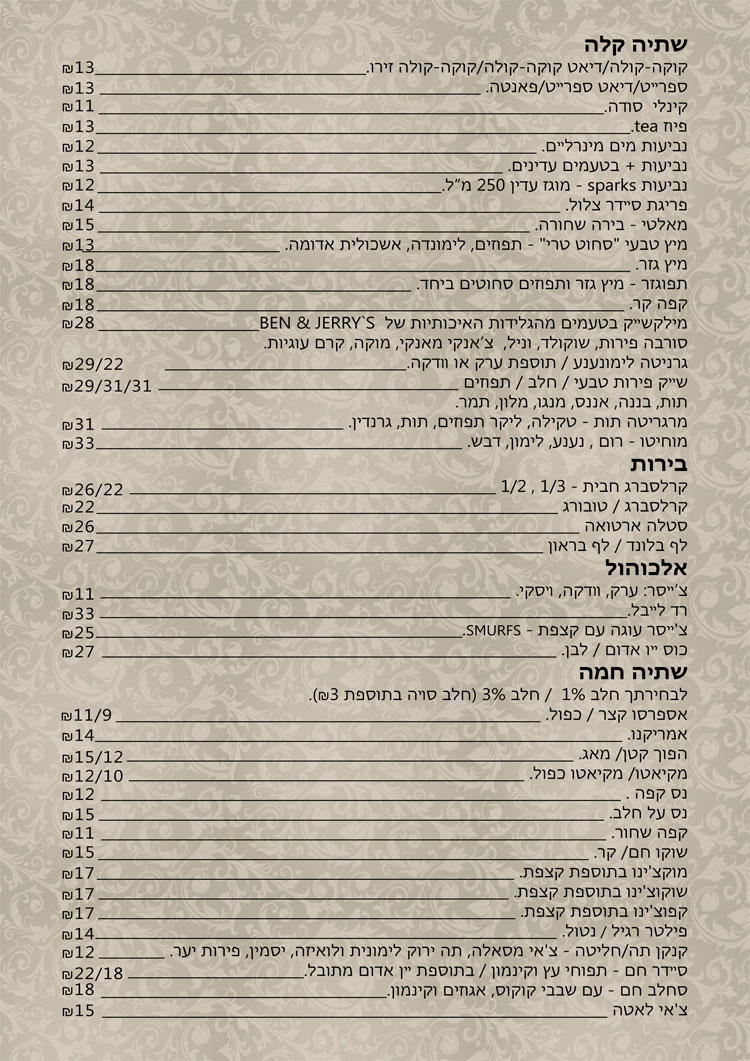 שתיה קלה
קוקה-קולה/דיאט קוקה-קולה/קוקה-קולה זירו. ₪13
ספרייט/דיאט ספרייט/פאנטה. ₪13
קינלי סודה. ₪11
פיוז tea. ₪13
נביעות מים מינרליים. ₪12
נביעות + בטעמים עדינים. ₪13
נביעות sparks - מוגז עדין 250 מ״ל. ₪12
פריגת סיידר צלול. ₪14
מאלטי - בירה שחורה. ₪15
מיץ טבעי "סחוט טרי" - תפוזים, לימונדה, אשכולית אדומה. ₪13
מיץ גזר. ₪18
תפוגזר - מיץ גזר ותפוזים סחוטים ביחד. ₪18
קפה קר. ₪18
מילקשייק בטעמים מהגלידות האיכותיות של BEN & JERRY`S ₪28
סורבה פירות, שוקולד, וניל, צ׳אנקי מאנקי, מוקה, קרם עוגיות.
גרניטה לימונענע / תוספת ערק או וודקה. ₪29/22
שייק פירות טבעי / חלב / תפוזים ₪29/31/31
תות, בננה, אננס, מנגו, מלון, תמר.
מרגריטה תות - טקילה, ליקר תפוזים, תות, גרנדין. ₪31
מוחיטו - רום , נענע, לימון, דבש. ₪33
בירות
קרלסברג חבית - 1/3 , 1/2 ₪26/22
קרלסברג / טובורג ₪22
סטלה ארטואה ₪26
לף בלונד / לף בראון ₪27
אלכוהול
צ׳ייסר: ערק, וודקה, ויסקי. ₪11
רד לייבל. ₪33
צ'ייסר עוגה עם קצפת - SMURFS. ₪25
כוס יין אדום / לבן. ₪27
שתיה חמה
לבחירתך חלב 1% / חלב 3% (חלב סויה בתוספת ₪3).
אספרסו קצר / כפול. ₪11/9
אמריקנו. ₪14
הפוך קטן/ מאג. ₪15/12
מקיאטו/ מקיאטו כפול. ₪12/10
נס קפה . ₪12
נס על חלב. ₪15
קפה שחור. ₪11
שוקו חם/ קר. ₪15
מוקצ'ינו בתוספת קצפת. ₪17
שוקוצ'ינו בתוספת קצפת. ₪17
קפוצ'ינו בתוספת קצפת. ₪17
פילטר רגיל / נטול. ₪14
קנקן תה/חליטה - צ'אי מסאלה, תה ירוק לימונית ולואיזה, יסמין, פירות יער. ₪12
סיידר חם - תפוחי עץ וקינמון / בתוספת יין אדום מתובל. ₪22/18
סחלב חם - עם שבבי קוקוס, אגוזים וקינמון. ₪18
צ'אי לאטה ₪15